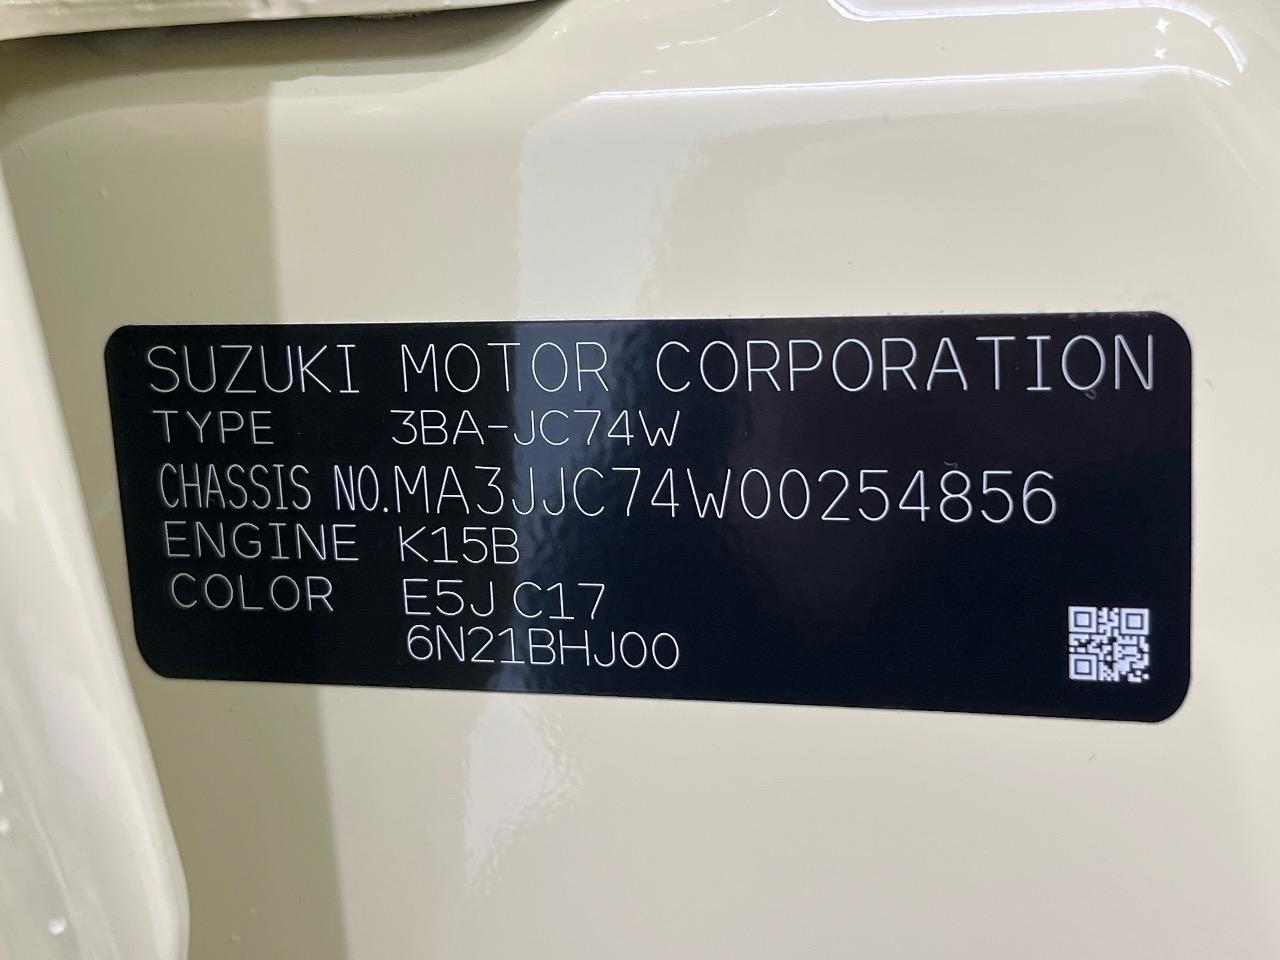 SUZUKI MOTOR CORPORATION
TYPE 3BA-JC74W
CHASSIS NO.MA3JJC74W00254856
ENGINE K15B
COLOR E5J C17
6N21BHJ00